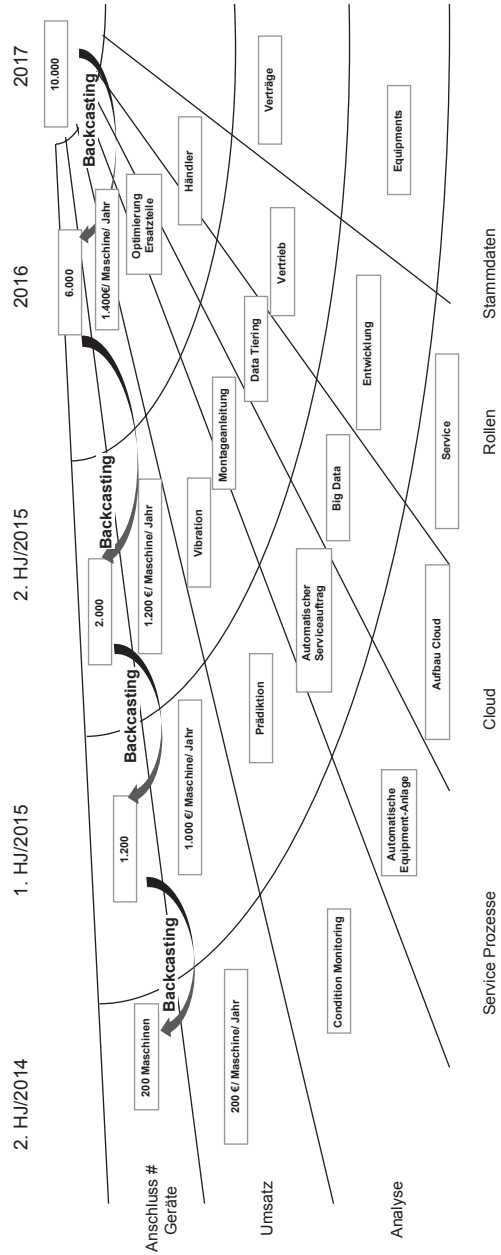 2. HJ/2014
1. HJ/2015
2. HJ/2015
2016
2017
Anschluss #
Geräte
200 Maschinen
Backcasting
1.200
Backcasting
2.000
Backcasting
6.000
Backcasting
10.000
Umsatz
200 €/ Maschine/ Jahr
1.000 €/ Maschine/ Jahr
1.200 €/ Maschine/ Jahr
1.400€/ Maschine/ Jahr
Analyse
Condition Monitoring
Prädiktion
Vibration
Optimierung
Ersatzteile
Automatische
Equipment-Anlage
Automatischer
Serviceauftrag
Montageanleitung
Händler
Aufbau Cloud
Big Data
Data Tiering
Service
Entwicklung
Vertrieb
Verträge
Equipments
Service Prozesse
Cloud
Rollen
Stammdaten